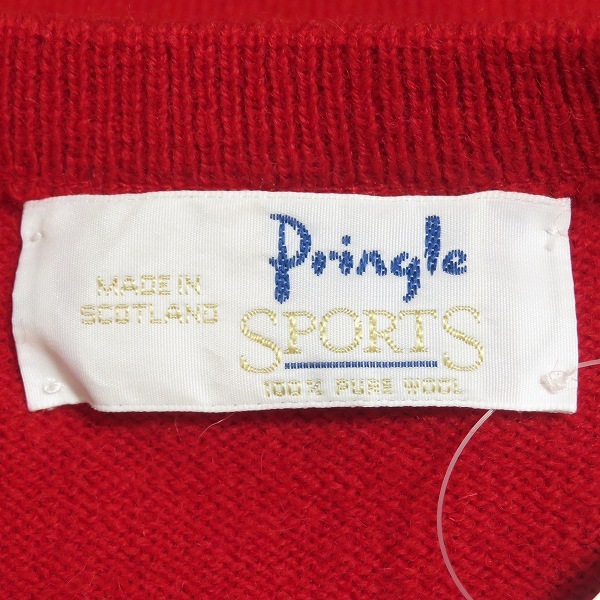 MADE IN
SCOTLAND
Pringle
SPORTS
100% PURE WOOL